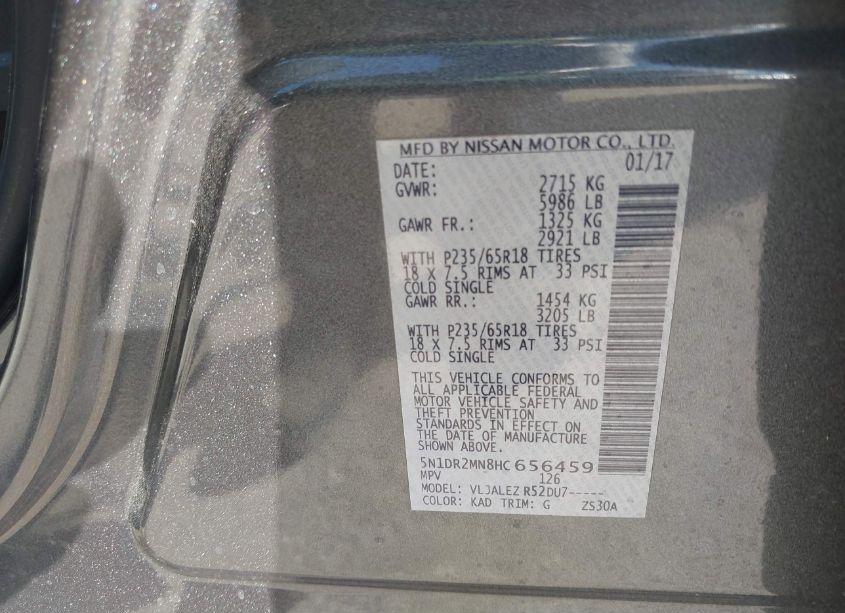 MFD BY NISSAN MOTOR CO., LTD.
DATE: 01/17
GVWR: 2715 KG
5986 LB
GAWR FR.: 1325 KG
2921 LB
WITH P235/65R18 TIRES
18 X 7.5 RIMS AT 33 PSI
COLD SINGLE
GAWR RR.: 1454 KG
3205 LB
WITH P235/65R18 TIRES
18 X 7.5 RIMS AT 33 PSI
COLD SINGLE
THIS VEHICLE CONFORMS TO
ALL APPLICABLE FEDERAL
MOTOR VEHICLE SAFETY AND
THEFT PREVENTION
STANDARDS IN EFFECT ON
THE DATE OF MANUFACTURE
SHOWN ABOVE.
5N1DR2MN8HC656459
MPV 126
MODEL: VLJALEZ R52DU7-----
COLOR: KAD TRIM: G ZS30A